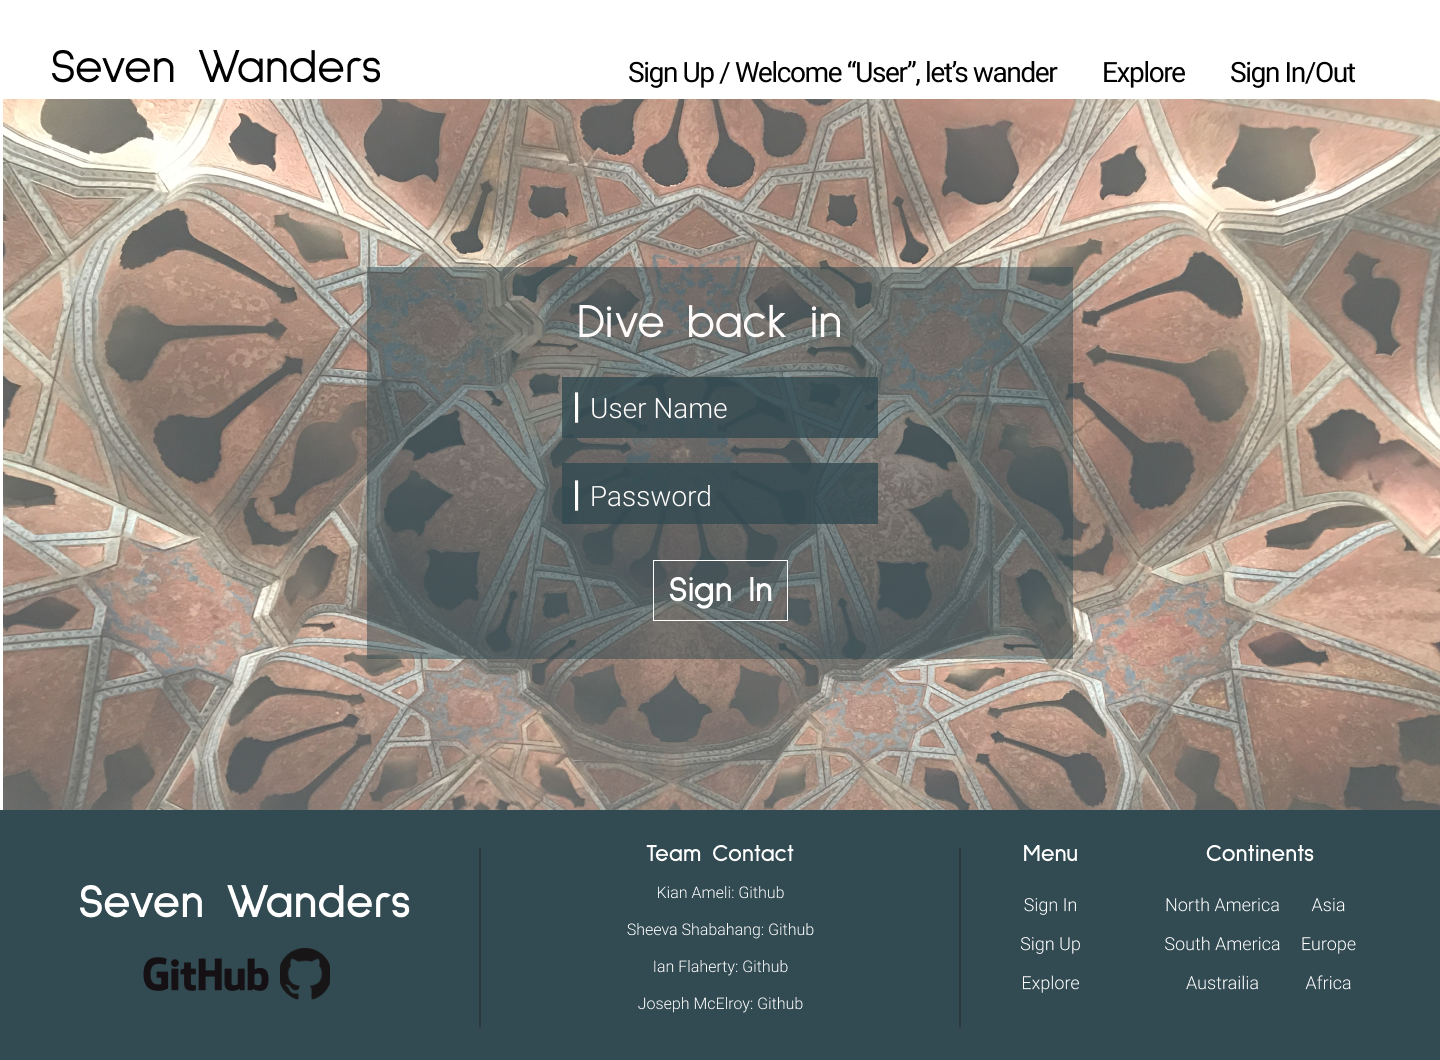 Seven Wanders
Sign Up / Welcome “User”, let’s wander Explore Sign In/Out
Dive back in
User Name
Password
Sign In
Seven Wanders
GitHub
Team Contact
Kian Ameli: Github
Sheeva Shabahang: Github
Ian Flaherty: Github
Joseph McElroy: Github
Menu
Sign In
Sign Up
Explore
Continents
North America Asia
South America Europe
Austrailia Africa